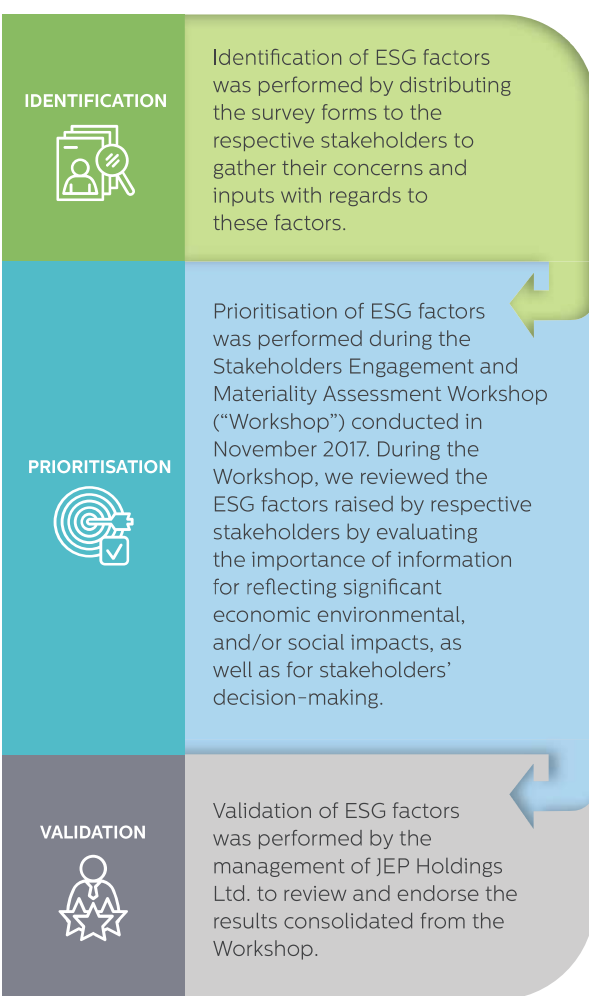 IDENTIFICATION
Identification of ESG factors
was performed by distributing
the survey forms to the
respective stakeholders to
gather their concerns and
inputs with regards to
these factors.
PRIORITISATION
Prioritisation of ESG factors
was performed during the
Stakeholders Engagement and
Materiality Assessment Workshop
(“Workshop”) conducted in
November 2017. During the
Workshop, we reviewed the
ESG factors raised by respective
stakeholders by evaluating
the importance of information
for reflecting significant
economic environmental,
and/or social impacts, as
well as for stakeholders’
decision-making.
VALIDATION
Validation of ESG factors
was performed by the
management of JEP Holdings
Ltd. to review and endorse the
results consolidated from the
Workshop.